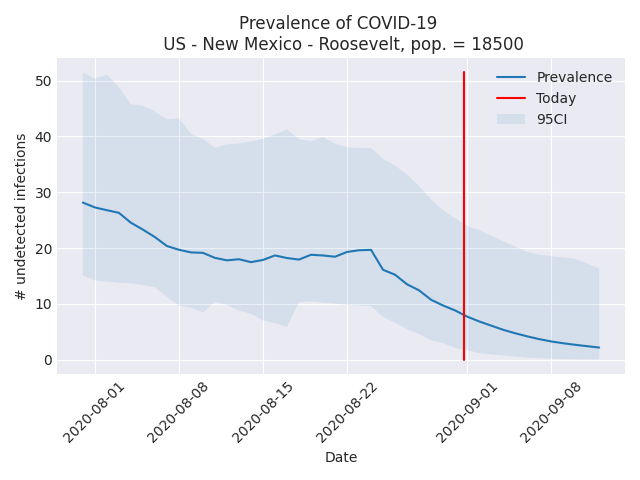 Prevalence of COVID-19
US - New Mexico - Roosevelt, pop. = 18500
# undetected infections
50
40
30
20
10
0
Prevalence
Today
95CI
2020-08-01
2020-08-08
2020-08-15
2020-08-22
2020-09-01
2020-09-08
Date